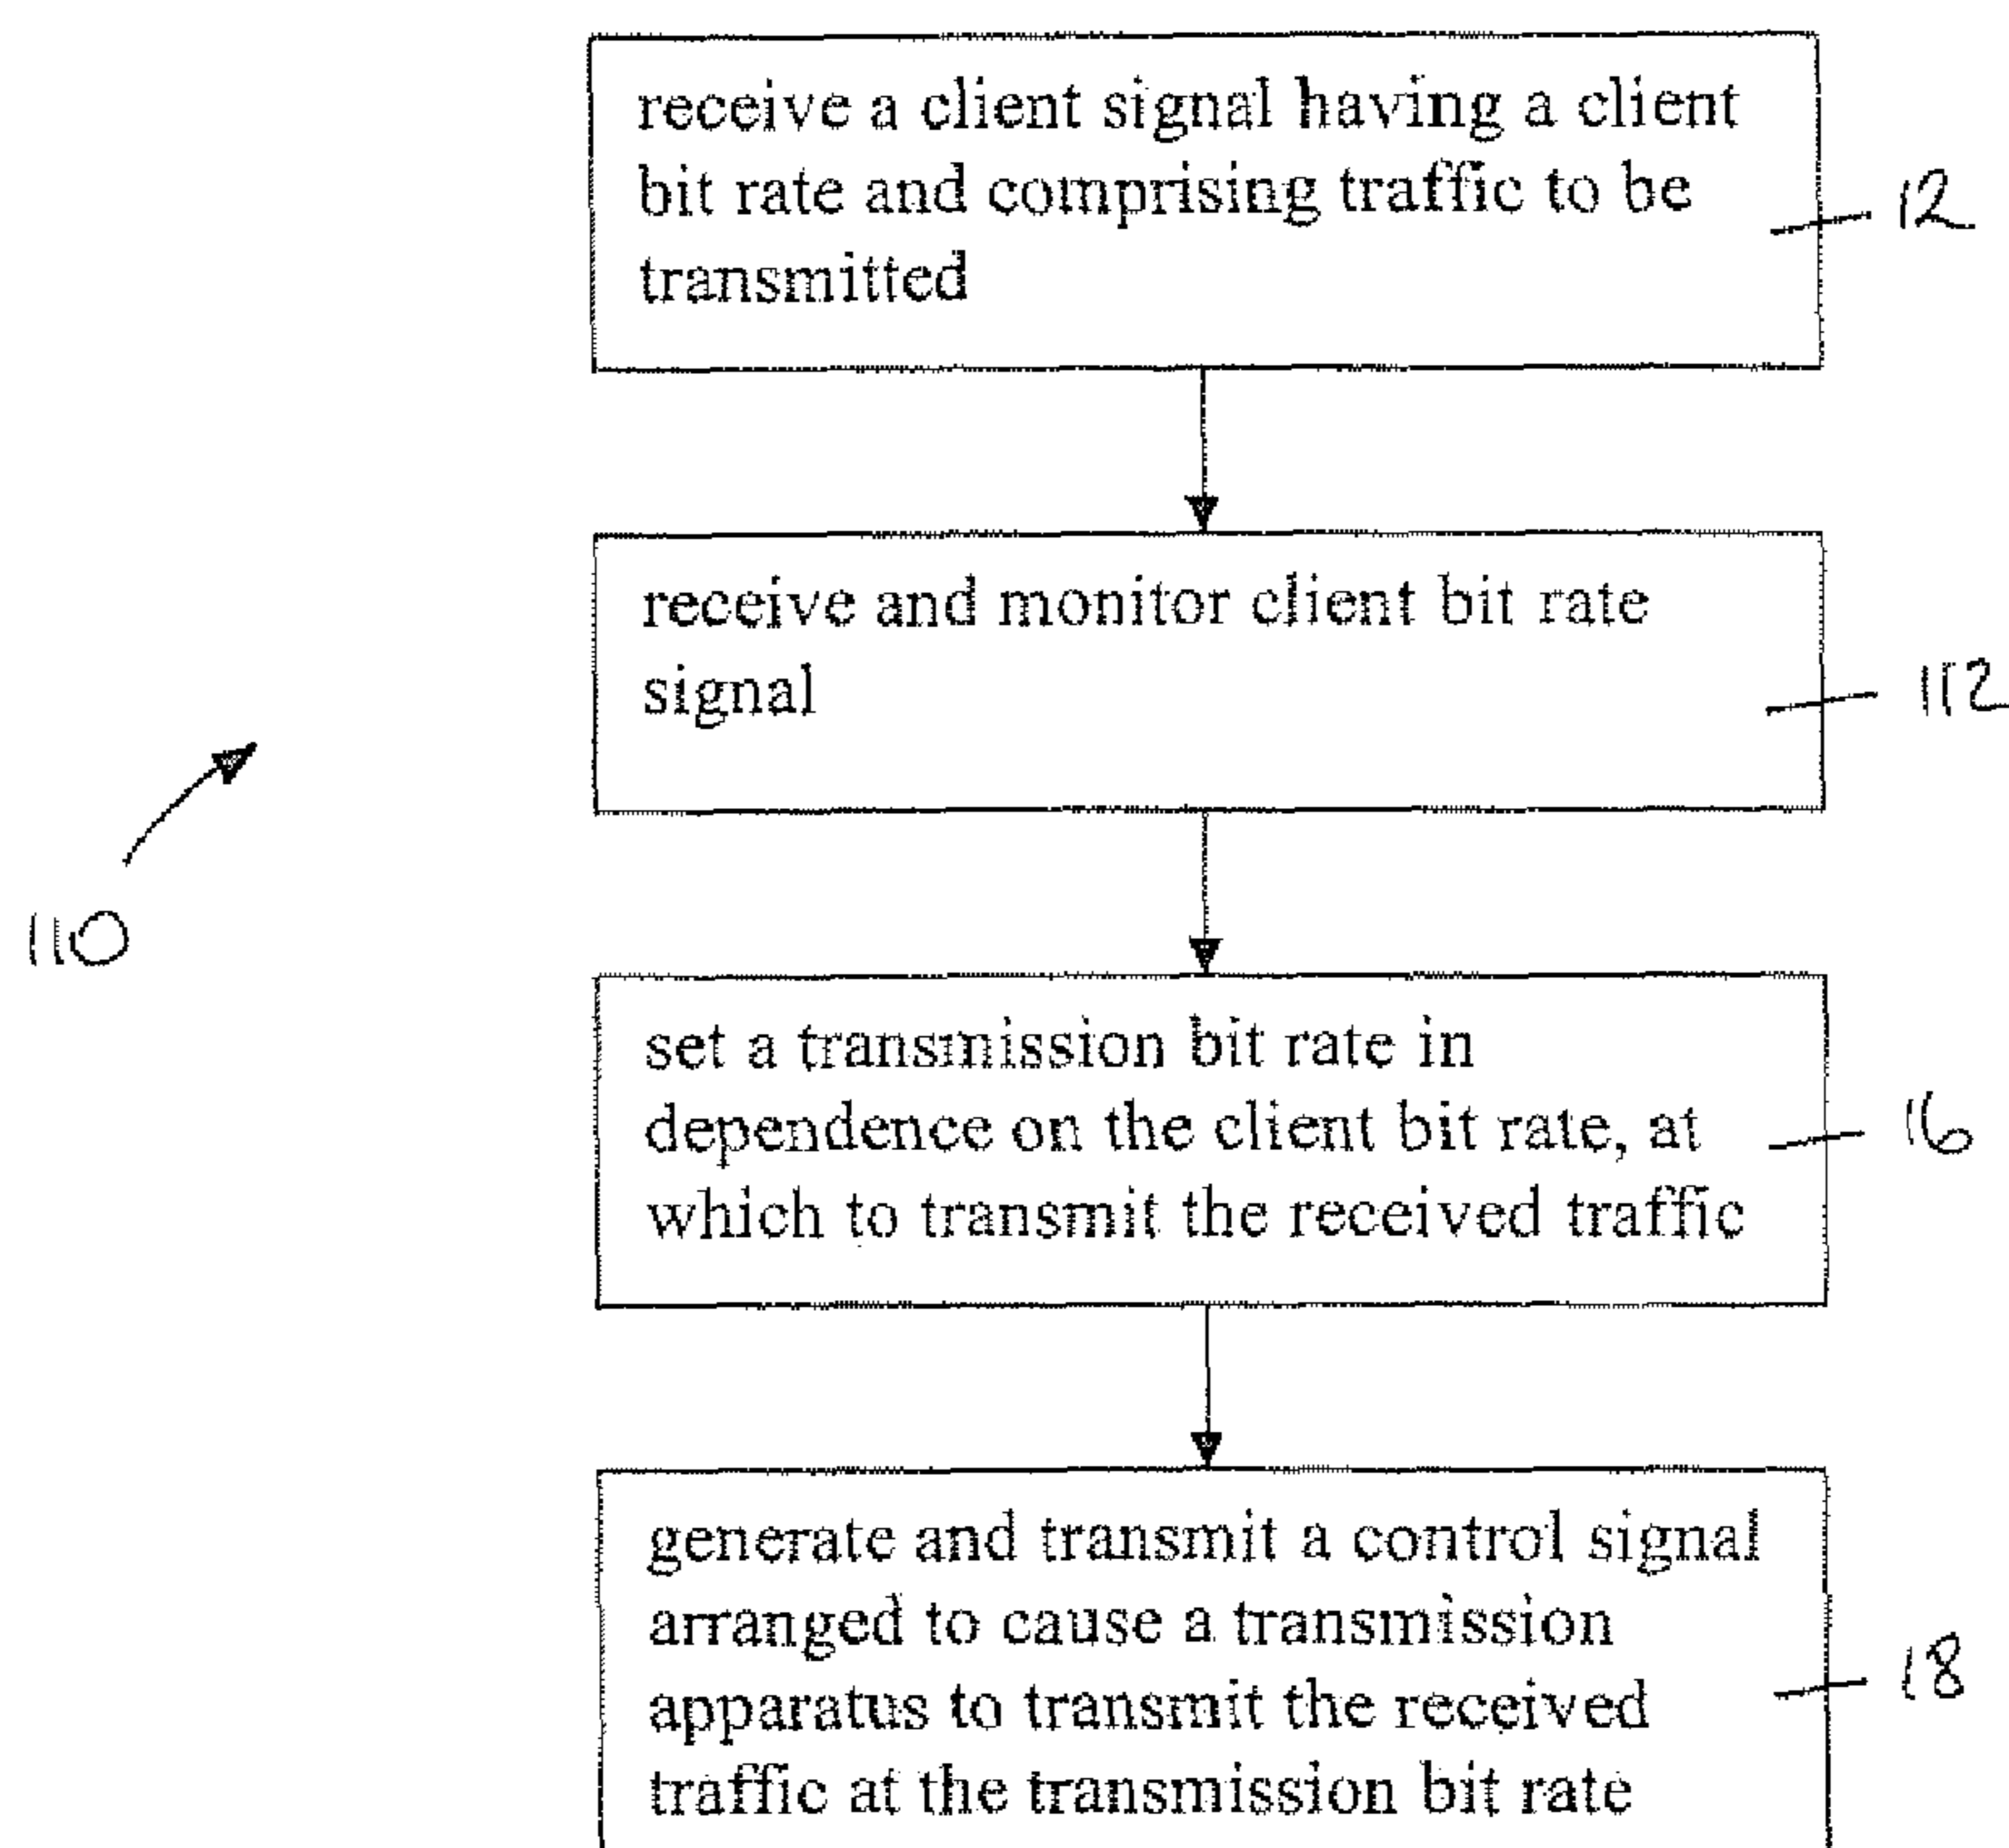 receive a client signal having a client
bit rate and comprising traffic to be
transmitted
12
receive and monitor client bit rate
signal
112
110
set a transmission bit rate in
dependence on the client bit rate, at
which to transmit the received traffic
16
generate and transmit a control signal
arranged to cause a transmission
apparatus to transmit the received
traffic at the transmission bit rate
18